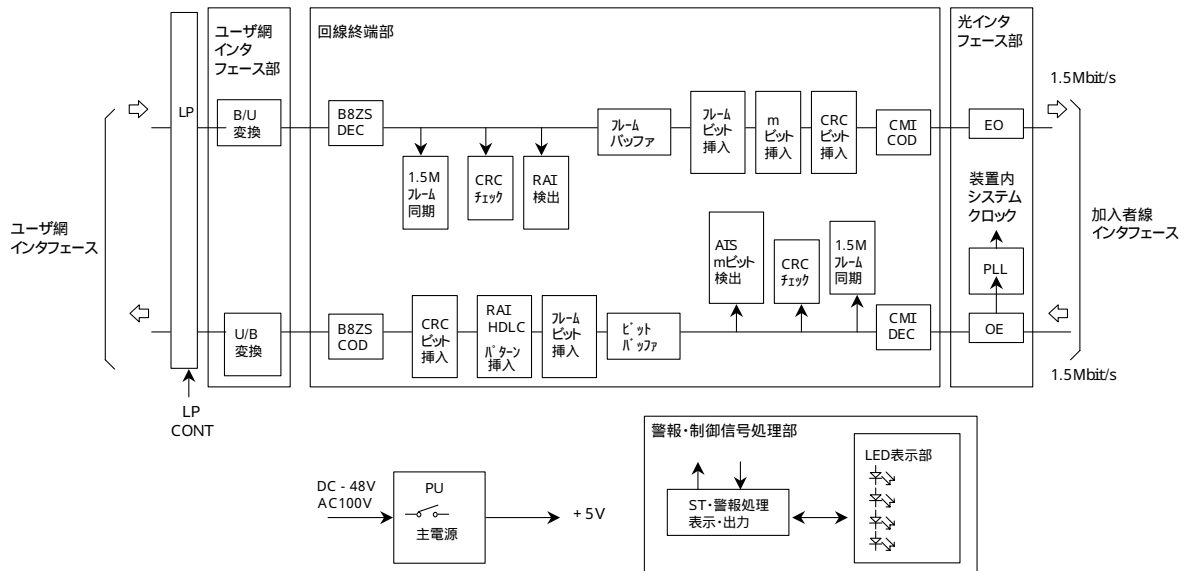 ユーザ網
インタ
フェース部
回線終端部
光インタ
フェース部
1.5Mbit/s
LP
B/U
変換
B8ZS
DEC
フレーム
バッファ
フレーム
ビット
挿入
m
ビット
挿入
CRC
ビット
挿入
CMI
COD
EO
1.5M
フレーム
同期
CRC
チェック
RAI
検出
装置内
システム
クロック
ユーザ網
インタフェース
加入者線
インタフェース
AIS
mビット
検出
CRC
チェック
1.5M
フレーム
同期
PLL
U/B
変換
B8ZS
COD
CRC
ビット
挿入
RAI
HDLC
パターン
挿入
フレーム
ビット
挿入
ビット
バッファ
CMI
DEC
OE
1.5Mbit/s
LP
CONT
警報・制御信号処理部
DC - 48V
AC100V
PU
主電源
+ 5V
ST・警報処理
表示・出力
LED表示部